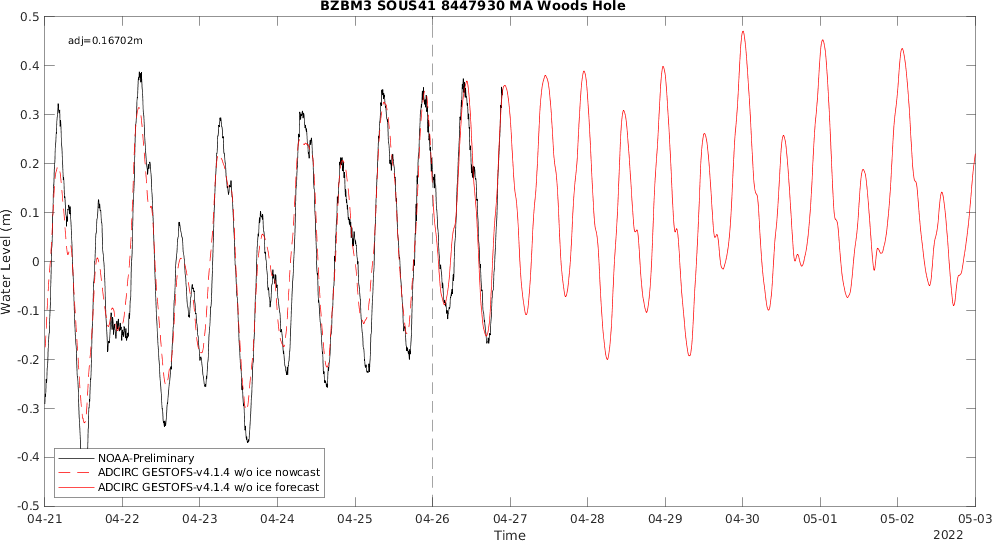 BZBM3 SOUS41 8447930 MA Woods Hole
adj=0.16702m
Water Level (m)
0.5
0.4
0.3
0.2
0.1
0
-0.1
-0.2
-0.3
-0.4
-0.5
NOAA-Preliminary
ADCIRC GESTOFS-v4.1.4 w/o ice nowcast
ADCIRC GESTOFS-v4.1.4 w/o ice forecast
04-21 04-22 04-23 04-24 04-25 04-26 04-27 04-28 04-29 04-30 05-01 05-02 05-03
Time
2022